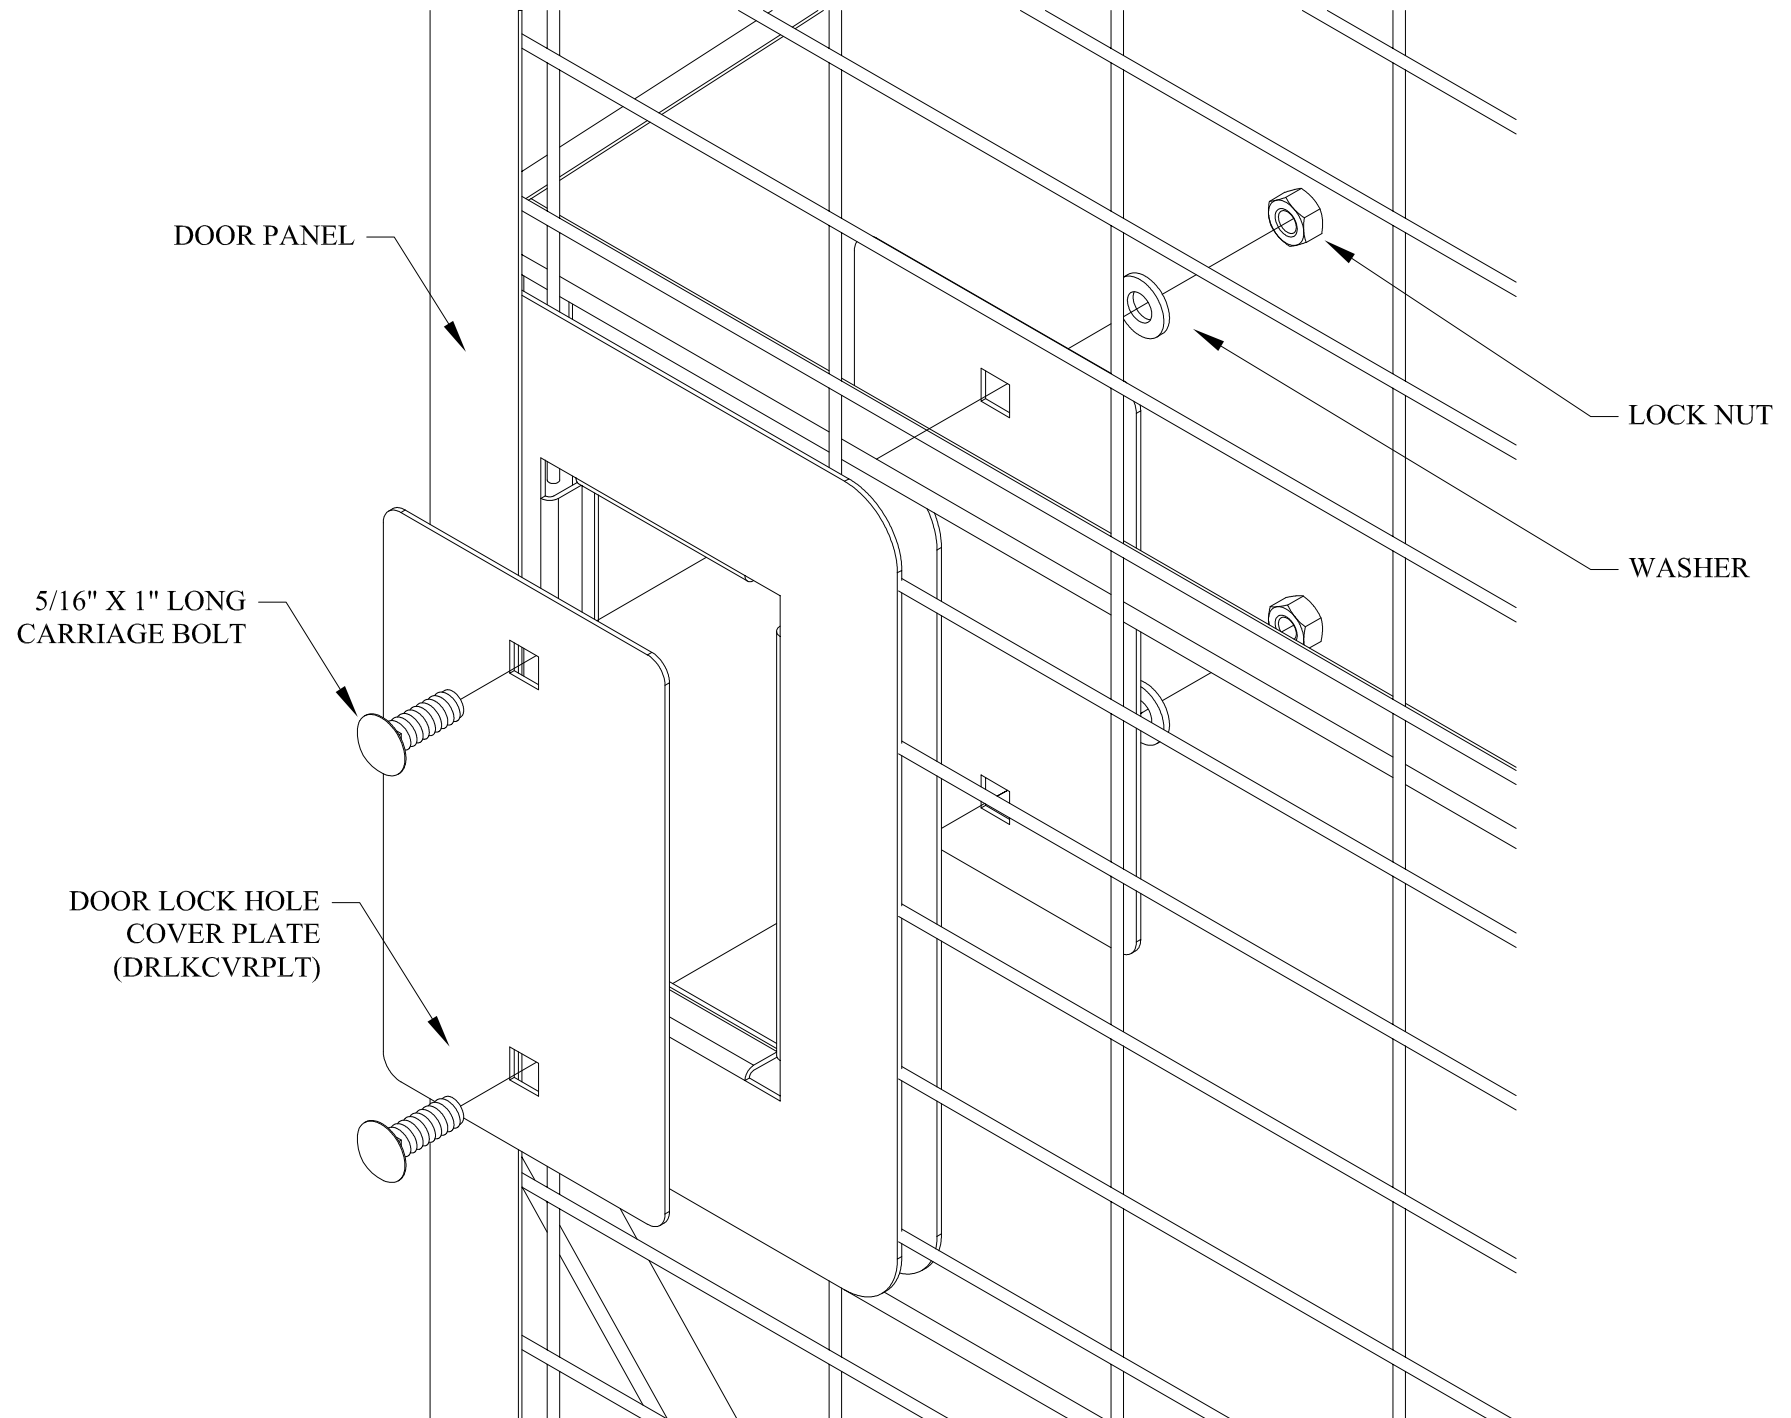 DOOR PANEL
LOCK NUT
WASHER
5/16" X 1" LONG
CARRIAGE BOLT
DOOR LOCK HOLE
COVER PLATE
(DRLKCVRPLT)